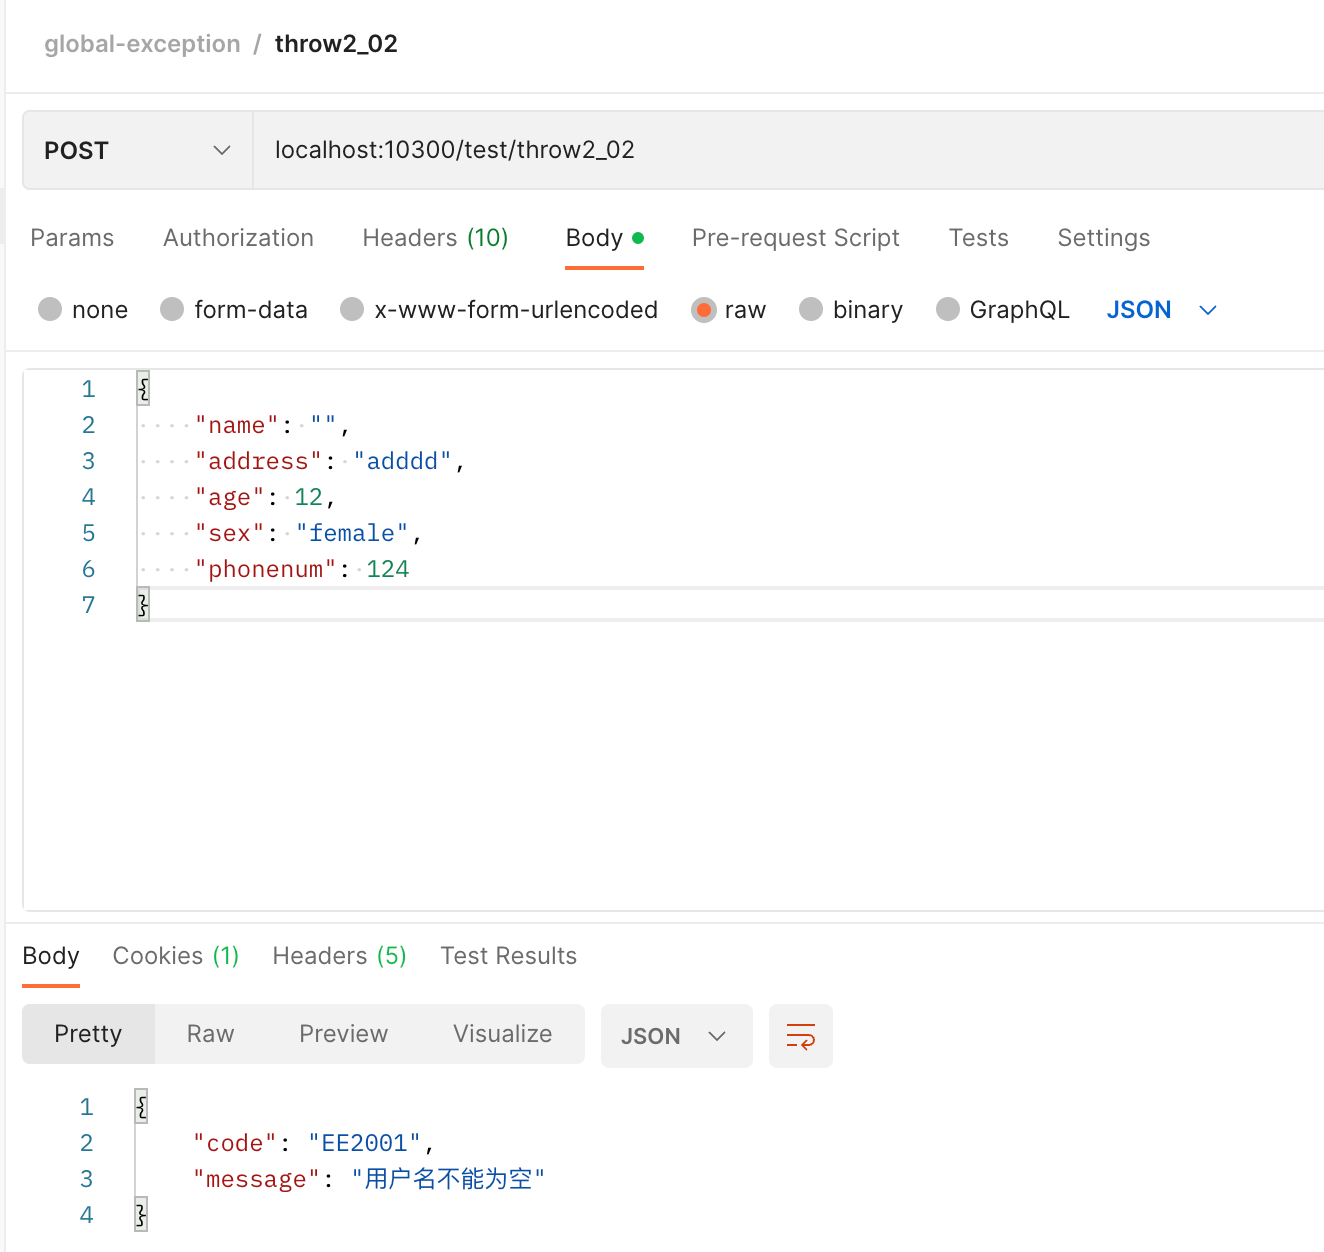 global-exception / throw2_02
POST localhost:10300/test/throw2_02
Params Authorization Headers (10) Body Pre-request Script Tests Settings
none form-data x-www-form-urlencoded raw binary GraphQL JSON
1 {
2 "name": "",
3 "address": "adddd",
4 "age": 12,
5 "sex": "female",
6 "phonenum": 124
7 }
Body Cookies (1) Headers (5) Test Results
Pretty Raw Preview Visualize JSON
1 {
2 "code": "EE2001",
3 "message": "用户名不能为空"
4 }